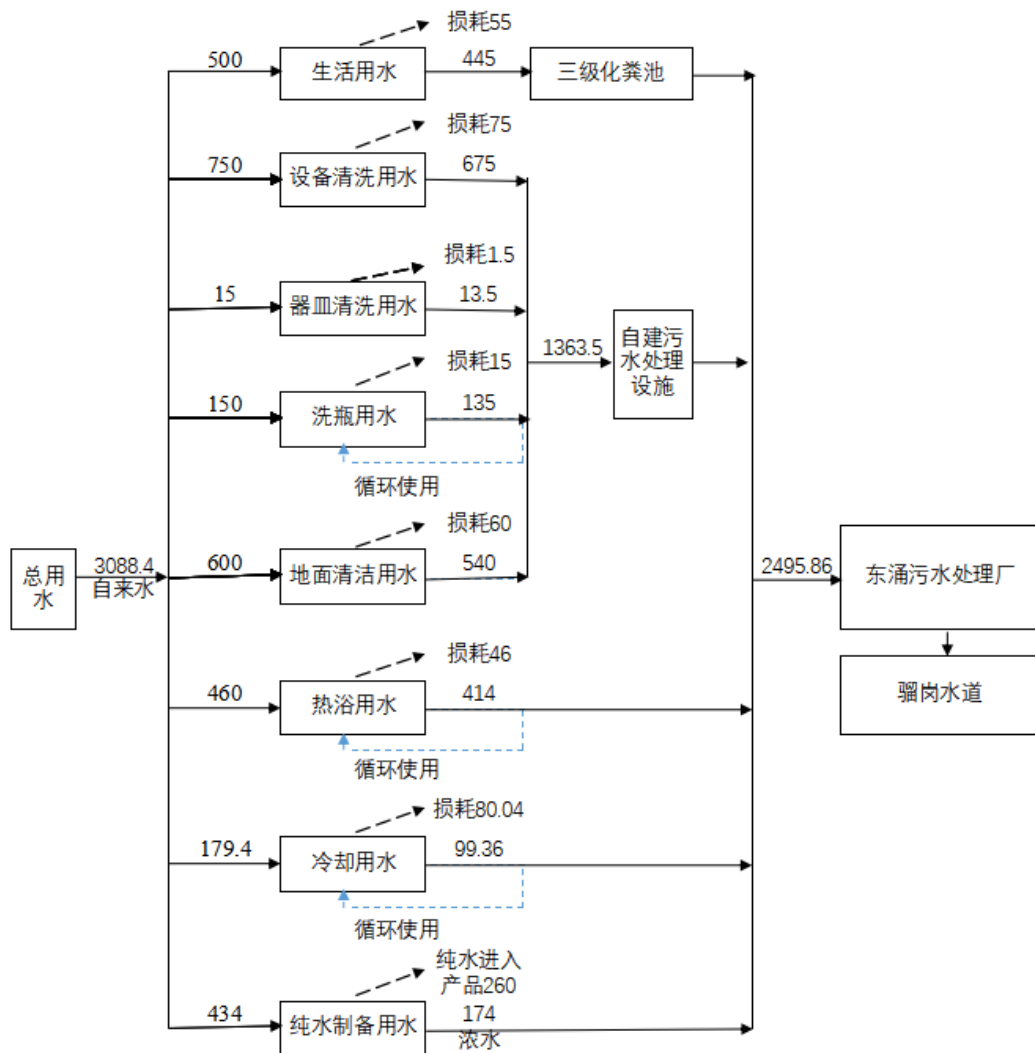 损耗55
500
生活用水
445
三级化粪池
损耗75
750
设备清洗用水
675
损耗1.5
15
器皿清洗用水
13.5
1363.5
自建污
水处理
设施
损耗15
150
洗瓶用水
135
循环使用
损耗60
总用
水
3088.4
自来水
600
地面清洁用水
540
2495.86
东涌污水处理厂
损耗46
460
热浴用水
414
骝岗水道
循环使用
损耗80.04
179.4
冷却用水
99.36
循环使用
纯水进入
产品260
434
纯水制备用水
174
浓水